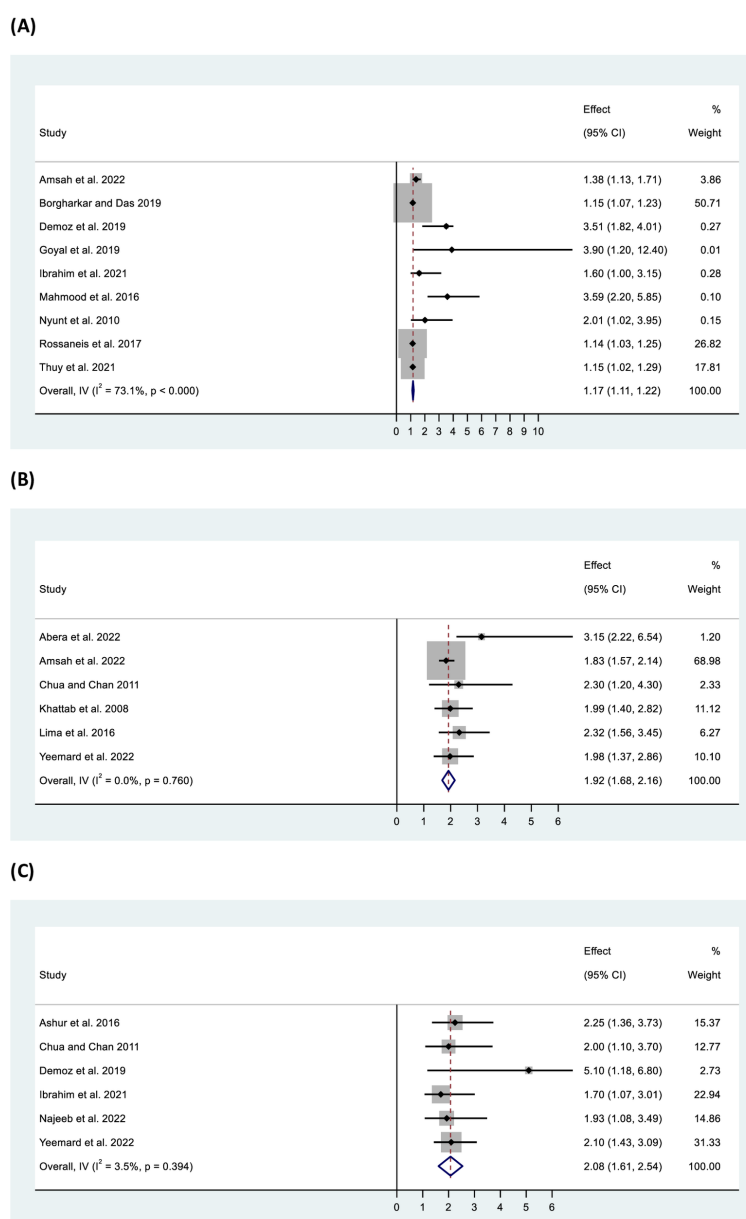 (A)
Effect %
Study (95% CI) Weight
Amsah et al. 2022 1.38 (1.13, 1.71) 3.86
Borgharkar and Das 2019 1.15 (1.07, 1.23) 50.71
Demoz et al. 2019 3.51 (1.82, 4.01) 0.27
Goyal et al. 2019 3.90 (1.20, 12.40) 0.01
Ibrahim et al. 2021 1.60 (1.00, 3.15) 0.28
Mahmood et al. 2016 3.59 (2.20, 5.85) 0.10
Nyunt et al. 2010 2.01 (1.02, 3.95) 0.15
Rossaneis et al. 2017 1.14 (1.03, 1.25) 26.82
Thuy et al. 2021 1.15 (1.02, 1.29) 17.81
Overall, IV (I² = 73.1%, p < 0.000) 1.17 (1.11, 1.22) 100.00
0 1 2 3 4 5 6 7 8 9 10
(B)
Effect %
Study (95% CI) Weight
Abera et al. 2022 3.15 (2.22, 6.54) 1.20
Amsah et al. 2022 1.83 (1.57, 2.14) 68.98
Chua and Chan 2011 2.30 (1.20, 4.30) 2.33
Khattab et al. 2008 1.99 (1.40, 2.82) 11.12
Lima et al. 2016 2.32 (1.56, 3.45) 6.27
Yeemard et al. 2022 1.98 (1.37, 2.86) 10.10
Overall, IV (I² = 0.0%, p = 0.760) 1.92 (1.68, 2.16) 100.00
0 1 2 3 4 5 6
(C)
Effect %
Study (95% CI) Weight
Ashur et al. 2016 2.25 (1.36, 3.73) 15.37
Chua and Chan 2011 2.00 (1.10, 3.70) 12.77
Demoz et al. 2019 5.10 (1.18, 6.80) 2.73
Ibrahim et al. 2021 1.70 (1.07, 3.01) 22.94
Najeeb et al. 2022 1.93 (1.08, 3.49) 14.86
Yeemard et al. 2022 2.10 (1.43, 3.09) 31.33
Overall, IV (I² = 3.5%, p = 0.394) 2.08 (1.61, 2.54) 100.00
0 1 2 3 4 5 6